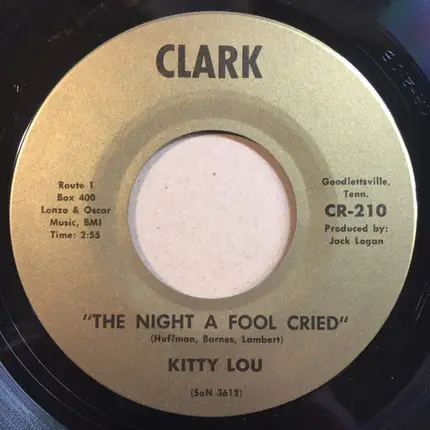 CLARK
Route 1
Box 400
Lonzo & Oscar
Music, BMI
Time: 2:55
Goodlettsville,
Tenn.
CR-210
Produced by:
Jack Logan
"THE NIGHT A FOOL CRIED"
(Huffman, Barnes, Lambert)
KITTY LOU
(SoN 3612)